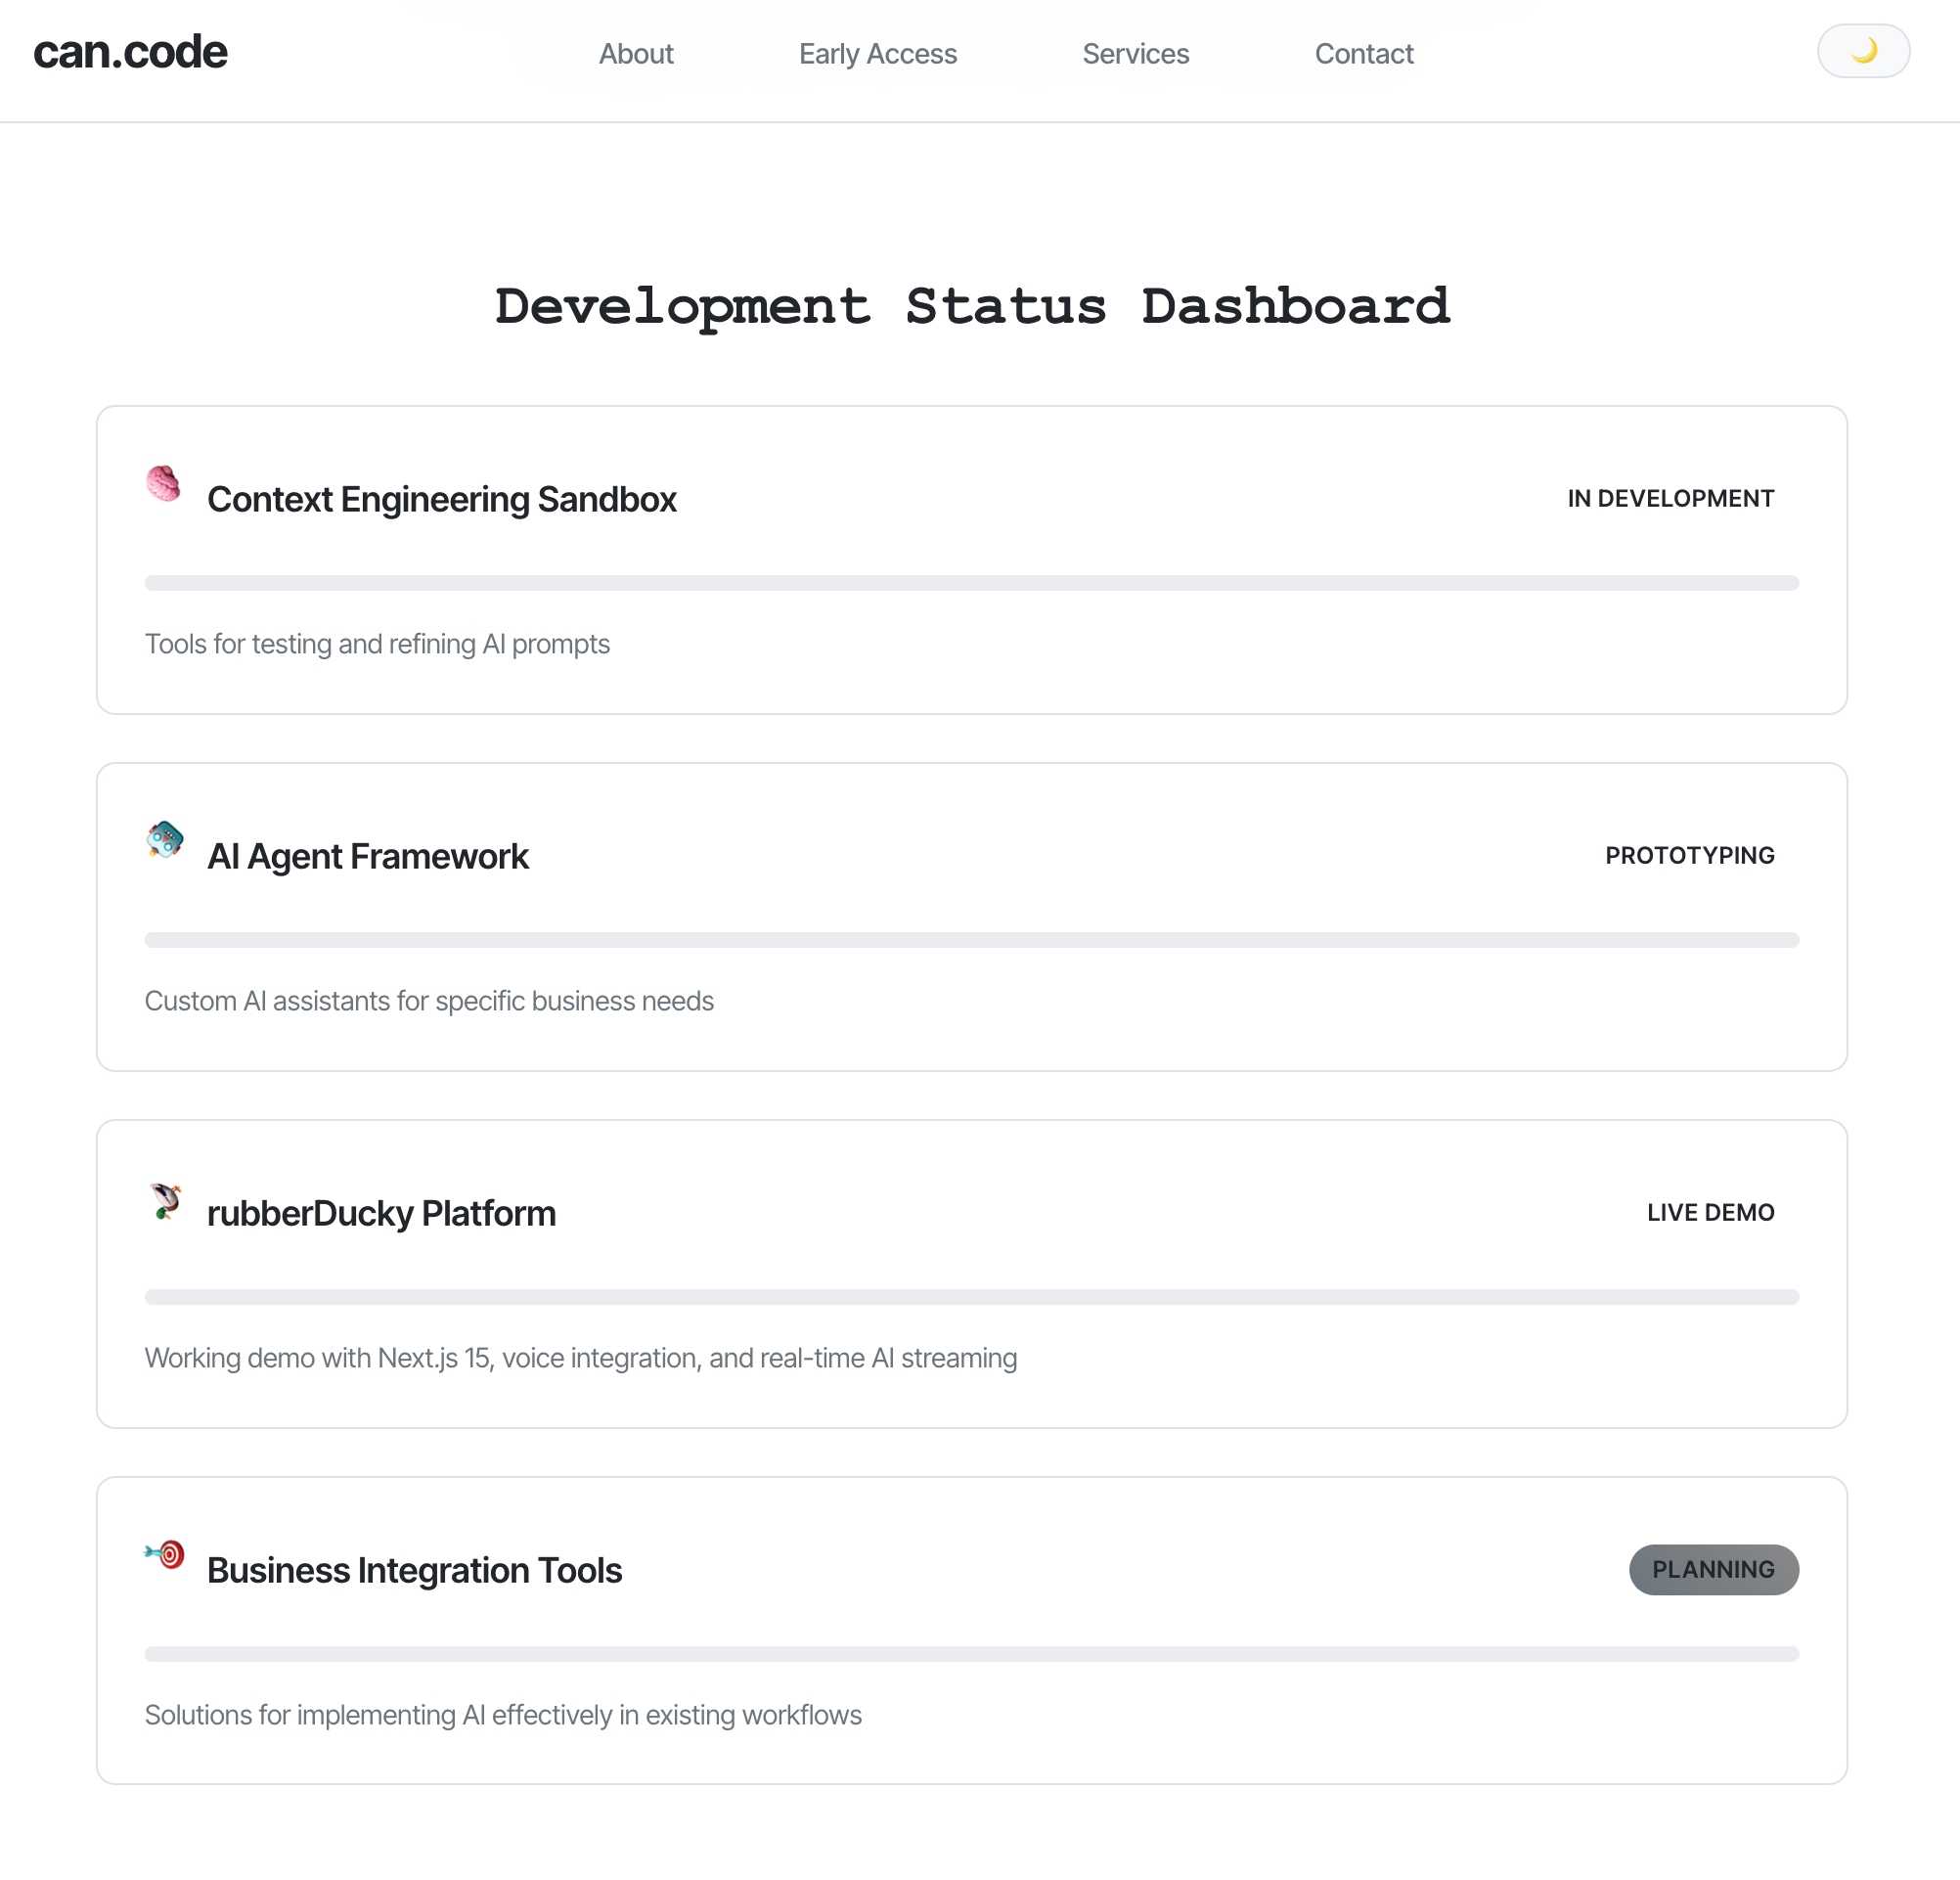 can.code
About
Early Access
Services
Contact
Development Status Dashboard
Context Engineering Sandbox
IN DEVELOPMENT
Tools for testing and refining AI prompts
AI Agent Framework
PROTOTYPING
Custom AI assistants for specific business needs
rubberDucky Platform
LIVE DEMO
Working demo with Next.js 15, voice integration, and real-time AI streaming
Business Integration Tools
PLANNING
Solutions for implementing AI effectively in existing workflows